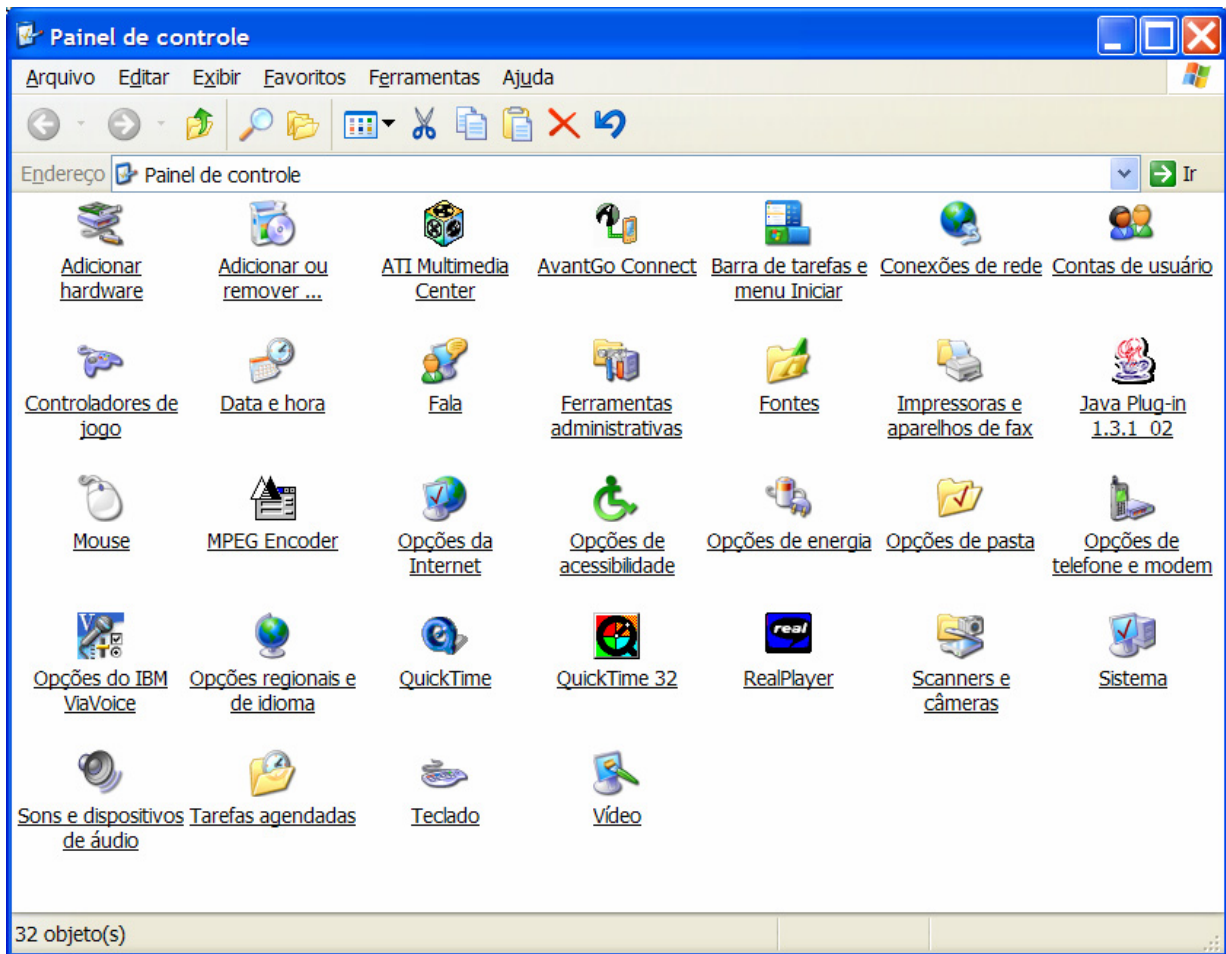 Painel de controle
Arquivo Editar Exibir Favoritos Ferramentas Ajuda
Endereço Painel de controle Ir
Adicionar hardware
Adicionar ou remover ...
ATI Multimedia Center
AvantGo Connect
Barra de tarefas e menu Iniciar
Conexões de rede
Contas de usuário
Controladores de jogo
Data e hora
Fala
Ferramentas administrativas
Fontes
Impressoras e aparelhos de fax
Java Plug-in 1.3.1_02
Mouse
MPEG Encoder
Opções da Internet
Opções de acessibilidade
Opções de energia
Opções de pasta
Opções de telefone e modem
Opções do IBM ViaVoice
Opções regionais e de idioma
QuickTime
QuickTime 32
real
RealPlayer
Scanners e câmeras
Sistema
Sons e dispositivos de áudio
Tarefas agendadas
Teclado
Vídeo
32 objeto(s)